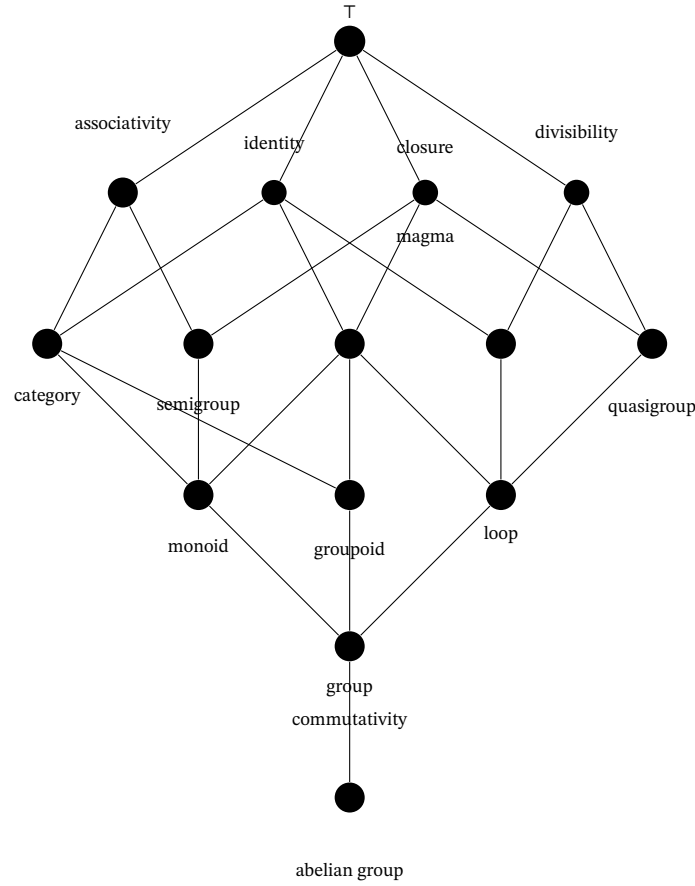 ⊤
associativity
identity
closure
divisibility
magma
category
semigroup
quasigroup
monoid
groupoid
loop
group
commutativity
abelian group